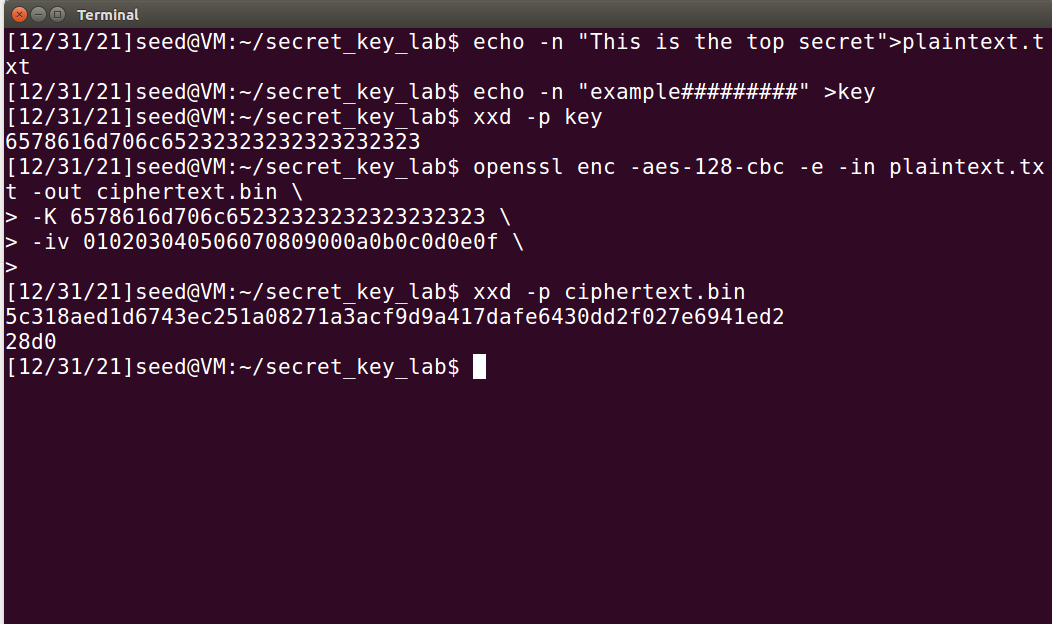 Terminal
[12/31/21]seed@VM:~/secret_key_lab$ echo -n "This is the top secret">plaintext.t
xt
[12/31/21]seed@VM:~/secret_key_lab$ echo -n "example#########" >key
[12/31/21]seed@VM:~/secret_key_lab$ xxd -p key
6578616d706c65232323232323232323
[12/31/21]seed@VM:~/secret_key_lab$ openssl enc -aes-128-cbc -e -in plaintext.tx
t -out ciphertext.bin \
> -K 6578616d706c65232323232323232323 \
> -iv 010203040506070809000a0b0c0d0e0f \
>
[12/31/21]seed@VM:~/secret_key_lab$ xxd -p ciphertext.bin
5c318aed1d6743ec251a08271a3acf9d9a417dafe6430dd2f027e6941ed2
28d0
[12/31/21]seed@VM:~/secret_key_lab$